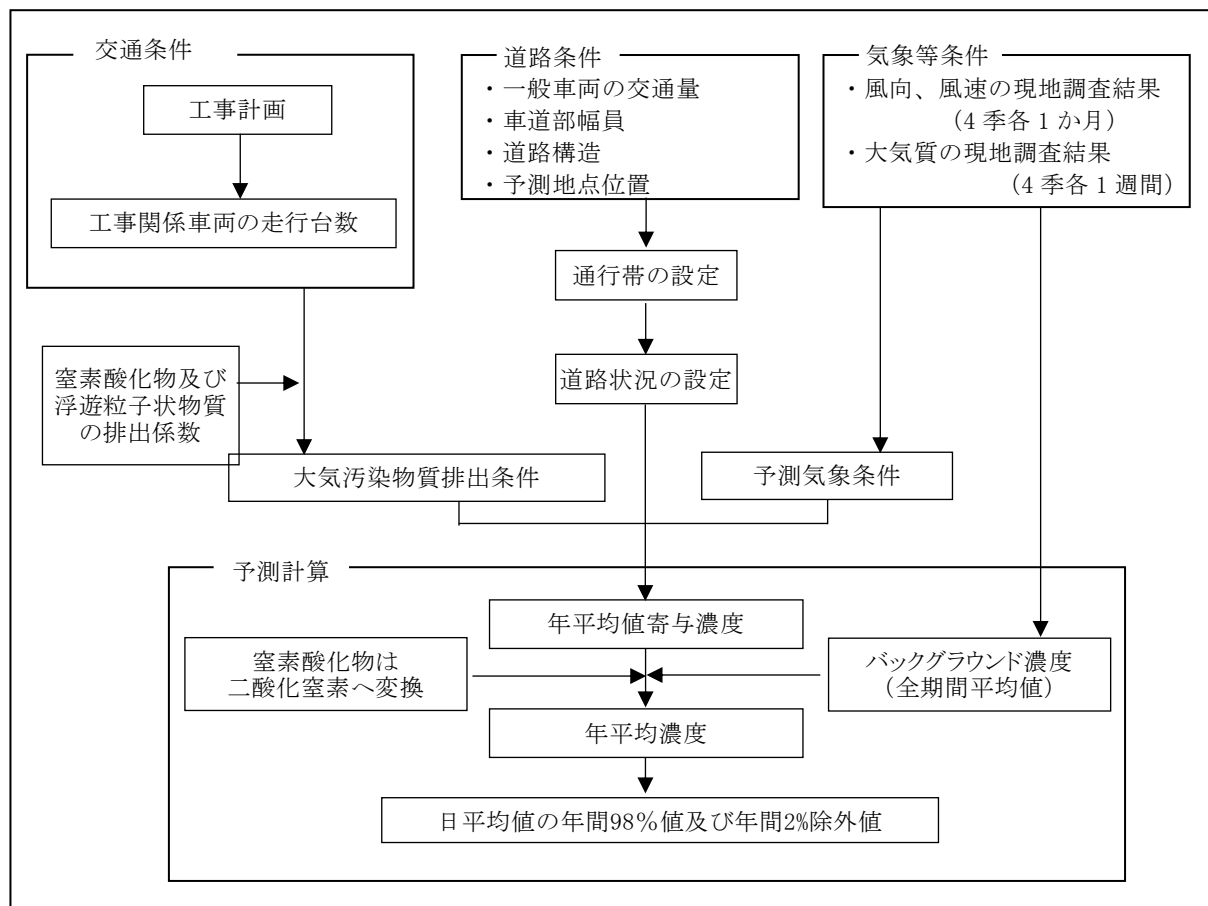 交通条件
工事計画
工事関係車両の走行台数
道路条件
・一般車両の交通量
・車道部幅員
・道路構造
・予測地点位置
気象等条件
・風向、風速の現地調査結果
（4季各1か月）
・大気質の現地調査結果
（4季各1週間）
通行帯の設定
道路状況の設定
窒素酸化物及び
浮遊粒子状物質
の排出係数
大気汚染物質排出条件
予測気象条件
予測計算
年平均値寄与濃度
窒素酸化物は
二酸化窒素へ変換
バックグラウンド濃度
（全期間平均値）
年平均濃度
日平均値の年間98％値及び年間2%除外値